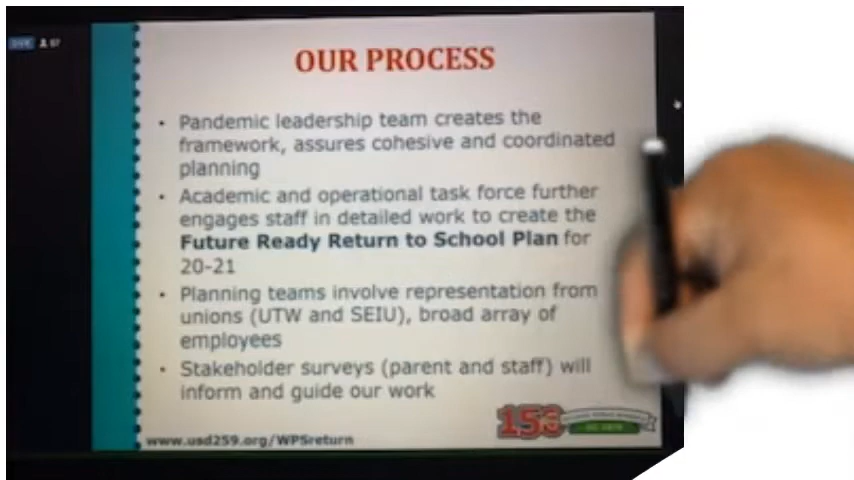 LIVE 87
OUR PROCESS
• Pandemic leadership team creates the
framework, assures cohesive and coordinated
planning
• Academic and operational task force further
engages staff in detailed work to create the
Future Ready Return to School Plan for
20-21
• Planning teams involve representation from
unions (UTW and SEIU), broad array of
employees
• Stakeholder surveys (parent and staff) will
inform and guide our work
www.usd259.org/WPSreturn